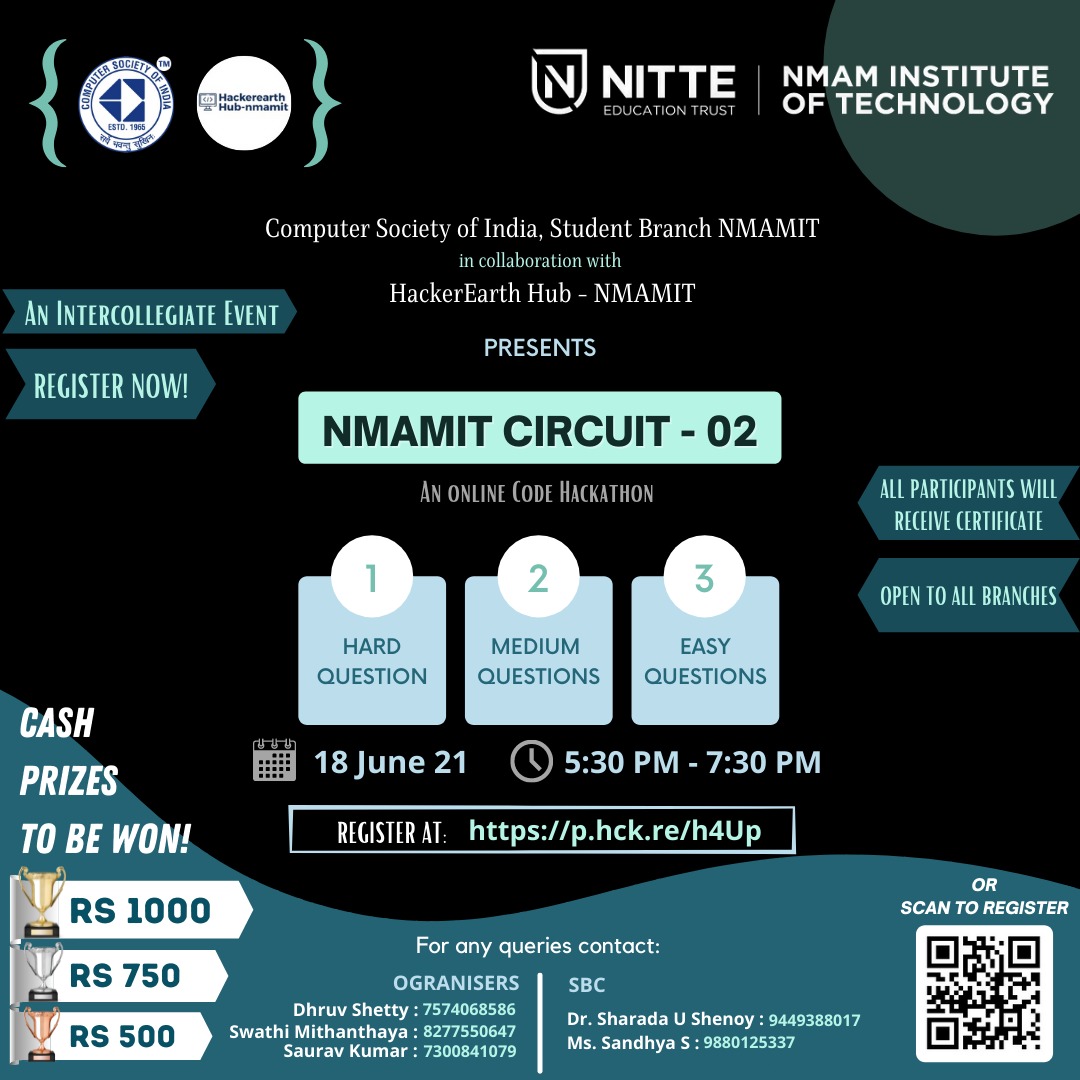 COMPUTER SOCIETY OF INDIA
TM
ESTD. 1965
सर्वे भवन्तु सुखिनः
Hackerearth
Hub-nmamit
N NITTE
EDUCATION TRUST
NMAM INSTITUTE
OF TECHNOLOGY
Computer Society of India, Student Branch NMAMIT
in collaboration with
HackerEarth Hub - NMAMIT
AN INTERCOLLEGIATE EVENT
REGISTER NOW!
PRESENTS
NMAMIT CIRCUIT - 02
AN ONLINE CODE HACKATHON
ALL PARTICIPANTS WILL
RECEIVE CERTIFICATE
OPEN TO ALL BRANCHES
1
HARD
QUESTION
2
MEDIUM
QUESTIONS
3
EASY
QUESTIONS
18 June 21
5:30 PM - 7:30 PM
REGISTER AT: https://p.hck.re/h4Up
CASH
PRIZES
TO BE WON!
RS 1000
RS 750
RS 500
For any queries contact:
OGRANISERS
Dhruv Shetty : 7574068586
Swathi Mithanthaya : 8277550647
Saurav Kumar : 7300841079
SBC
Dr. Sharada U Shenoy : 9449388017
Ms. Sandhya S : 9880125337
OR
SCAN TO REGISTER